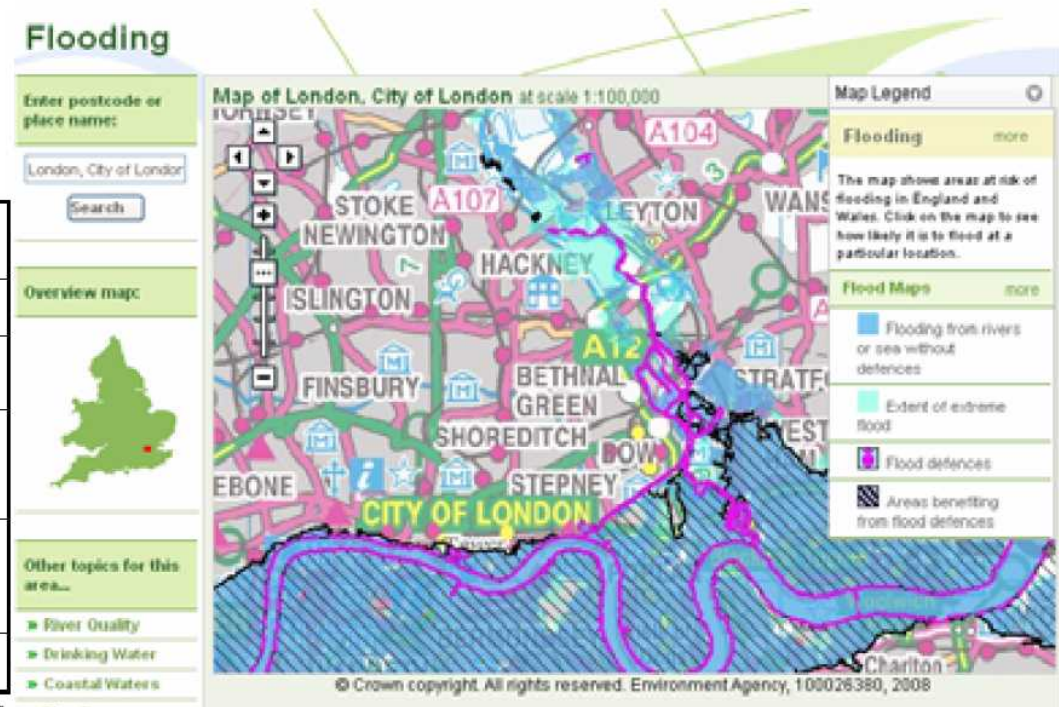 Flooding
Enter postcode or
place name:
London, City of London
Search
Overview map:
Other topics for this
area...
» River Quality
» Drinking Water
» Coastal Waters
Map of London, City of London at scale 1:100,000
A104
A107
STOKE
NEWINGTON
LEYTON
WANS
HACKNEY
ISLINGTON
A12
FINSBURY
BETHNAL
GREEN
STRATF
SHOREDITCH
BOW
EBONE
STEPNEY
CITY OF LONDON
Woolwich
Charlton
© Crown copyright. All rights reserved. Environment Agency, 100026380, 2008
Map Legend
Flooding more
The map shows areas at risk of
flooding in England and
Wales. Click on the map to see
how likely it is to flood at a
particular location.
Flood Maps more
Flooding from rivers
or sea without
defences
Extent of extreme
flood
Flood defences
Areas benefiting
from flood defences